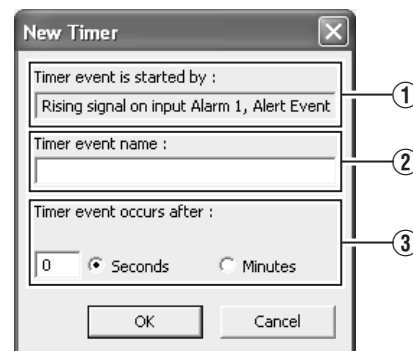 New Timer
Timer event is started by :
Rising signal on input Alarm 1, Alert Event
1
Timer event name :
2
Timer event occurs after :
3
0 Seconds Minutes
OK Cancel